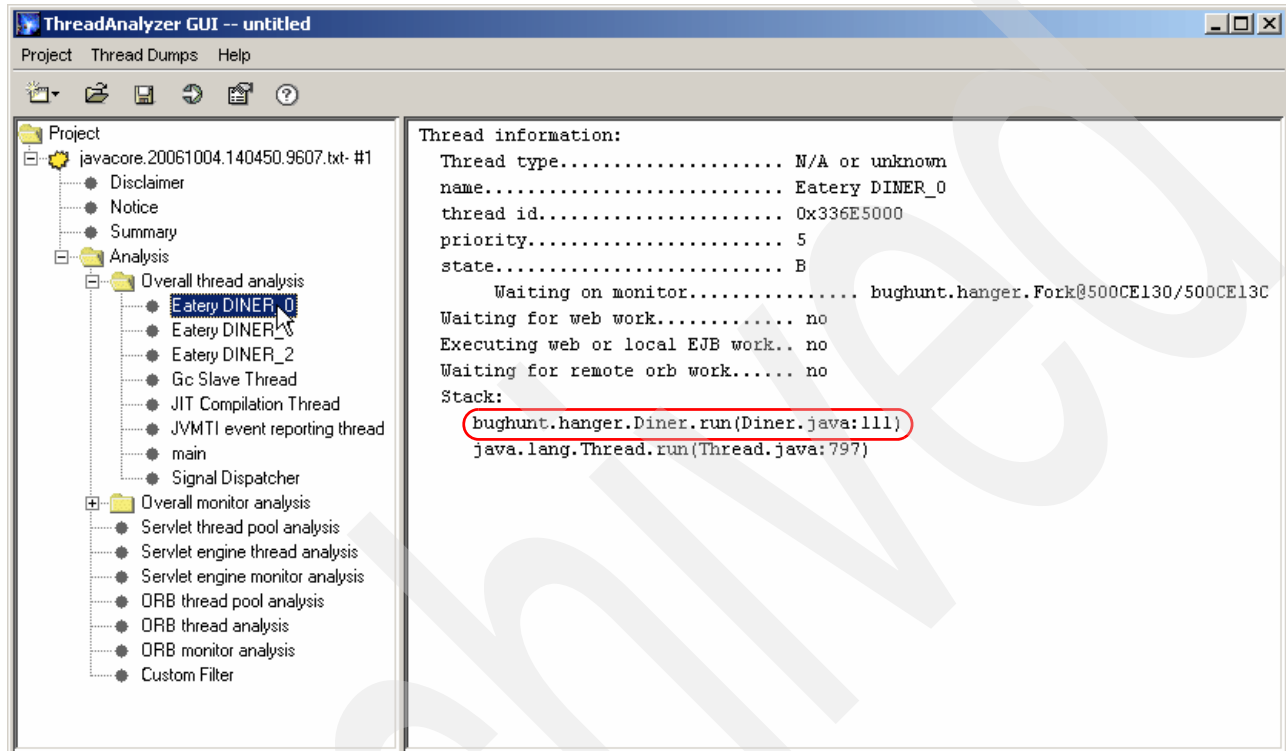 ThreadAnalyzer GUI -- untitled
Project Thread Dumps Help
Project
javacore.20061004.140450.9607.txt- #1
Disclaimer
Notice
Summary
Analysis
Overall thread analysis
Eatery DINER_0
Eatery DINER_
Eatery DINER_2
Gc Slave Thread
JIT Compilation Thread
JVMTI event reporting thread
main
Signal Dispatcher
Overall monitor analysis
Servlet thread pool analysis
Servlet engine thread analysis
Servlet engine monitor analysis
ORB thread pool analysis
ORB thread analysis
ORB monitor analysis
Custom Filter
Thread information:
Thread type..................... N/A or unknown
name............................ Eatery DINER_0
thread id....................... 0x336E5000
priority........................ 5
state........................... B
Waiting on monitor................ bughunt.hanger.Fork@500CE130/500CE13C
Waiting for web work............. no
Executing web or local EJB work.. no
Waiting for remote orb work...... no
Stack:
bughunt.hanger.Diner.run(Diner.java:111)
java.lang.Thread.run(Thread.java:797)